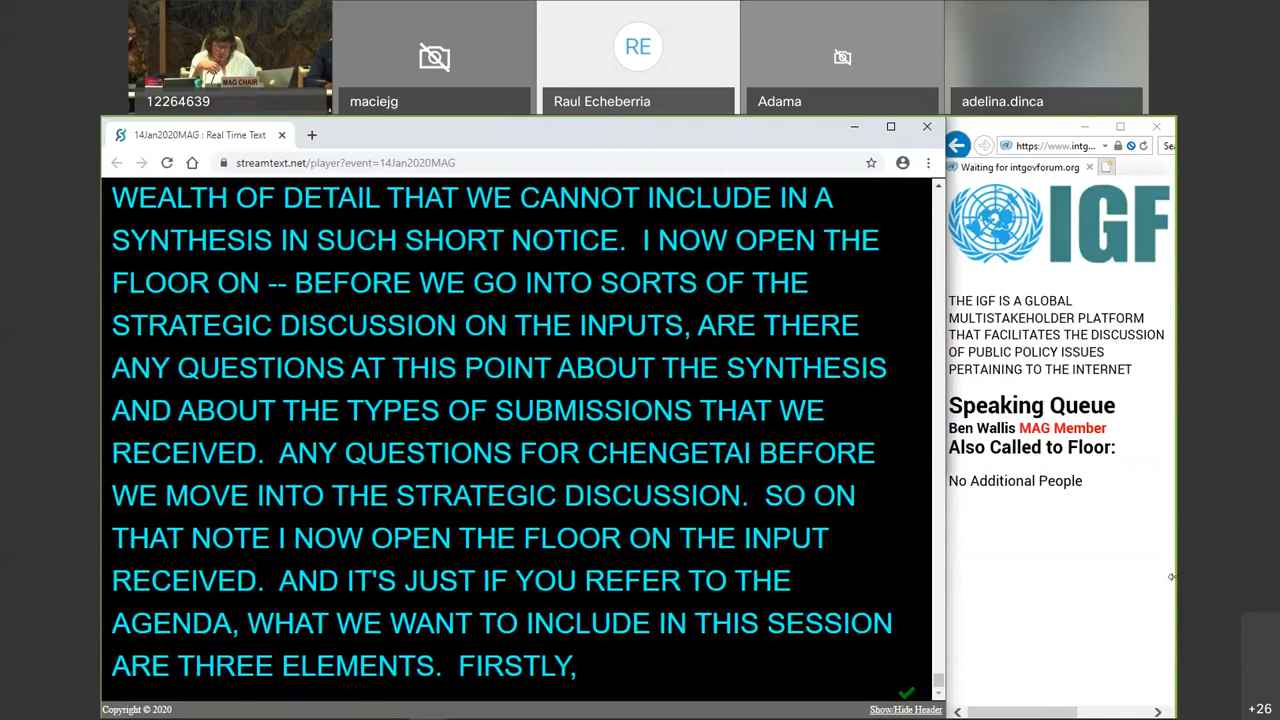 MAG CHAIR
12264639
maciejg
RE
Raul Echeberria
Adama
adelina.dinca
14Jan2020MAG : Real Time Text
streamtext.net/player?event=14Jan2020MAG
WEALTH OF DETAIL THAT WE CANNOT INCLUDE IN A
SYNTHESIS IN SUCH SHORT NOTICE.  I NOW OPEN THE
FLOOR ON -- BEFORE WE GO INTO SORTS OF THE
STRATEGIC DISCUSSION ON THE INPUTS, ARE THERE
ANY QUESTIONS AT THIS POINT ABOUT THE SYNTHESIS
AND ABOUT THE TYPES OF SUBMISSIONS THAT WE
RECEIVED.  ANY QUESTIONS FOR CHENGETAI BEFORE
WE MOVE INTO THE STRATEGIC DISCUSSION.  SO ON
THAT NOTE I NOW OPEN THE FLOOR ON THE INPUT
RECEIVED.  AND IT'S JUST IF YOU REFER TO THE
AGENDA, WHAT WE WANT TO INCLUDE IN THIS SESSION
ARE THREE ELEMENTS.  FIRSTLY,
Copyright © 2020
Show/Hide Header
https://www.intg...
Sea
Waiting for intgovforum.org
IGF
THE IGF IS A GLOBAL
MULTISTAKEHOLDER PLATFORM
THAT FACILITATES THE DISCUSSION
OF PUBLIC POLICY ISSUES
PERTAINING TO THE INTERNET
Speaking Queue
Ben Wallis MAG Member
Also Called to Floor:
No Additional People
+26